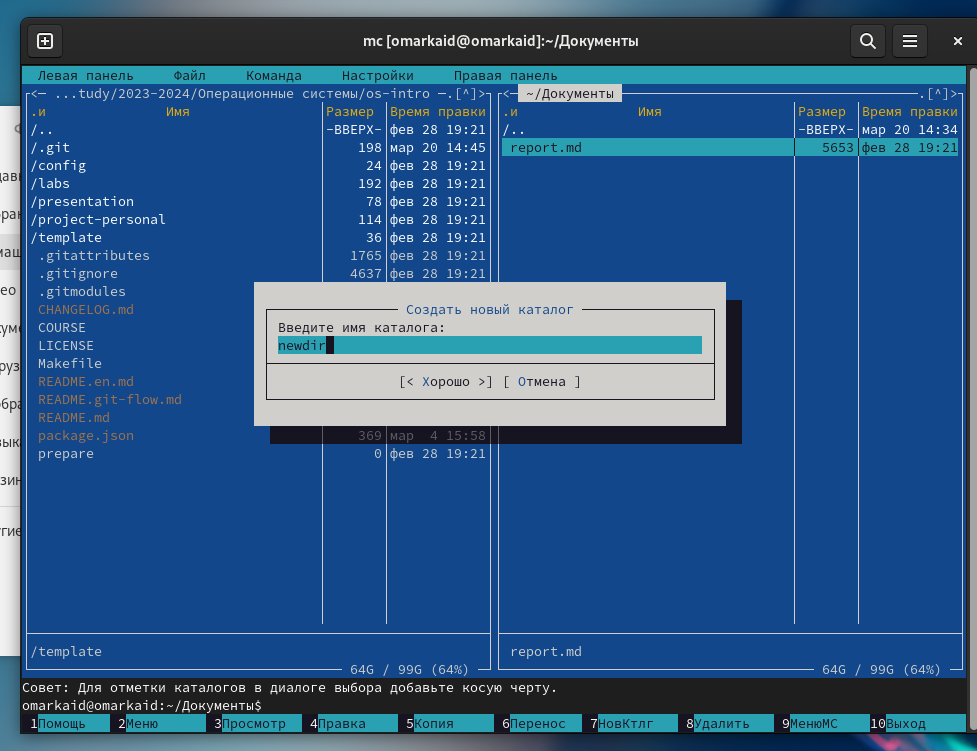 mc [omarkaid@omarkaid]:~/Документы
Левая панель Файл Команда Настройки Правая панель
<— ...tudy/2023-2024/Операционные системы/os-intro —.[^]> <— ~/Документы .[^]>
.и Имя Размер Время правки .и Имя Размер Время правки
/.. -ВВЕРХ- фев 28 19:21 /.. -ВВЕРХ- мар 20 14:34
/.git 198 мар 20 14:45 report.md 5653 фев 28 19:21
/config 24 фев 28 19:21
/labs 192 фев 28 19:21
/presentation 78 фев 28 19:21
/project-personal 114 фев 28 19:21
/template 36 фев 28 19:21
.gitattributes 1765 фев 28 19:21
.gitignore 4637 фев 28 19:21
.gitmodules
CHANGELOG.md
COURSE
LICENSE
Makefile
README.en.md
README.git-flow.md
README.md
package.json 369 мар 4 15:58
prepare 0 фев 28 19:21
Создать новый каталог
Введите имя каталога:
newdir
[< Хорошо >] [ Отмена ]
/template report.md
64G / 99G (64%) 64G / 99G (64%)
Совет: Для отметки каталогов в диалоге выбора добавьте косую черту.
omarkaid@omarkaid:~/Документы$
1Помощь 2Меню 3Просмотр 4Правка 5Копия 6Перенос 7НовКтлг 8Удалить 9МенюМС 10Выход